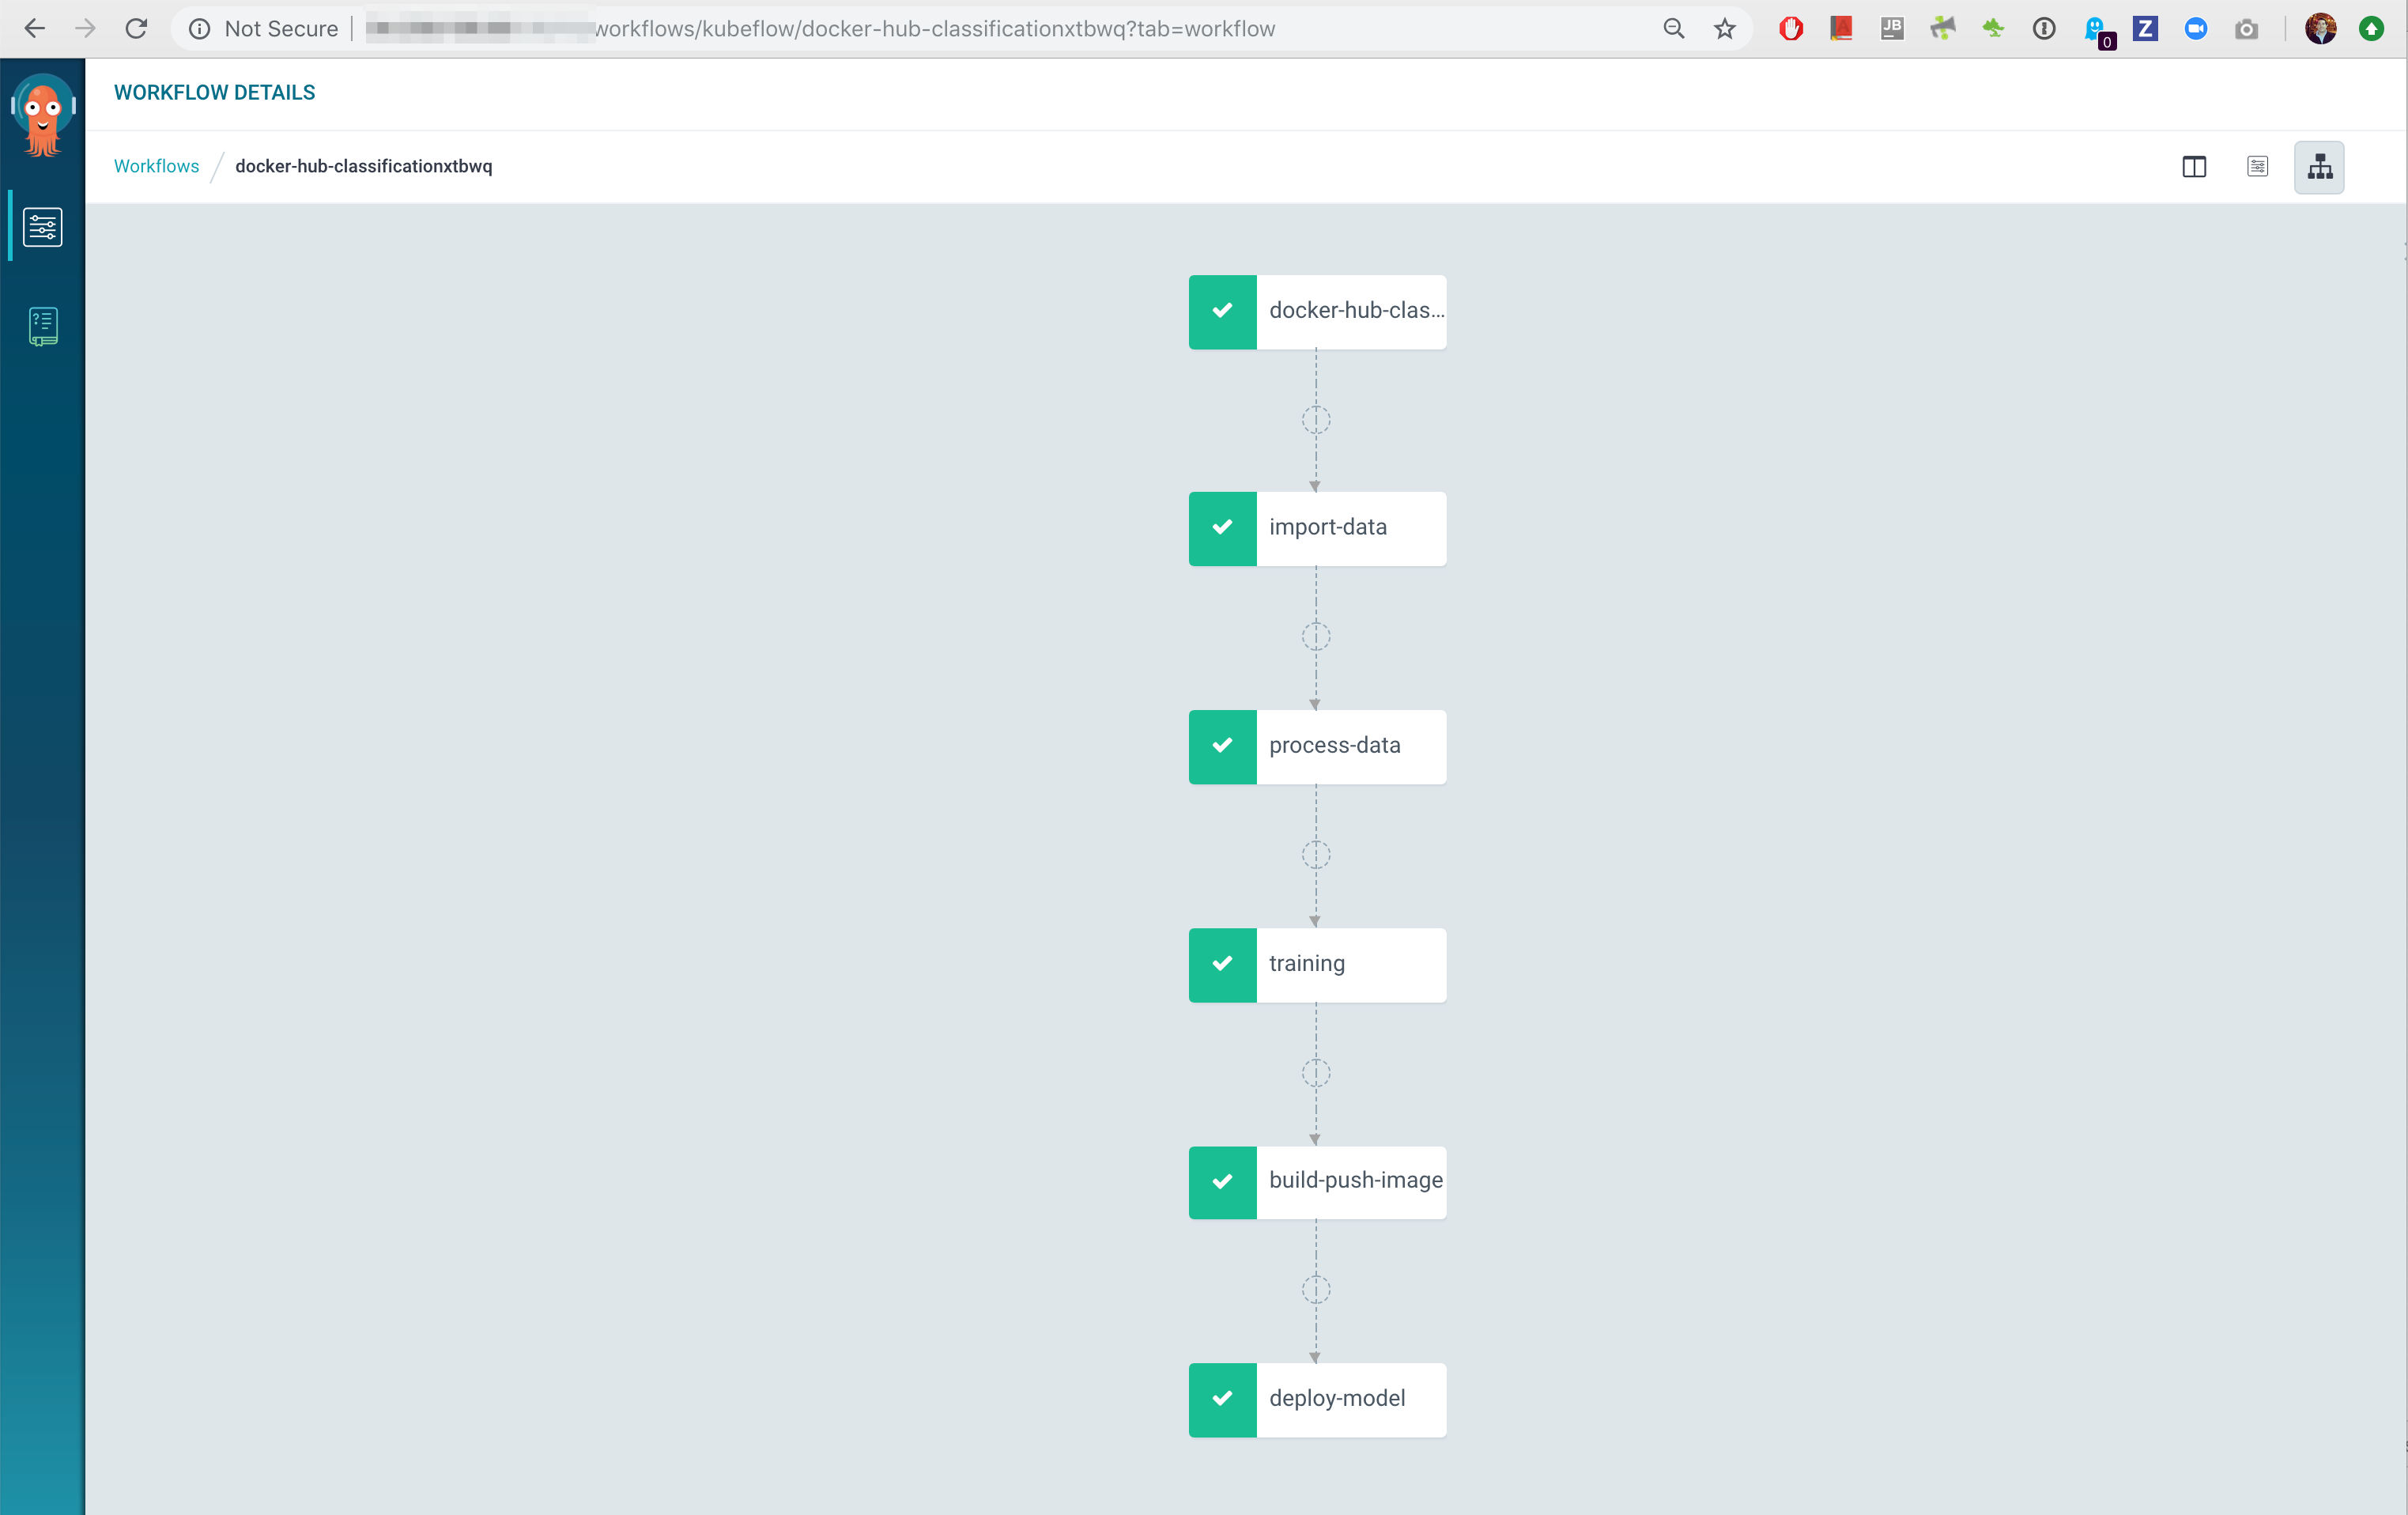 Not Secure
workflows/kubeflow/docker-hub-classificationxtbwq?tab=workflow
JB
0
Z
WORKFLOW DETAILS
Workflows / docker-hub-classificationxtbwq
docker-hub-clas...
import-data
process-data
training
build-push-image
deploy-model